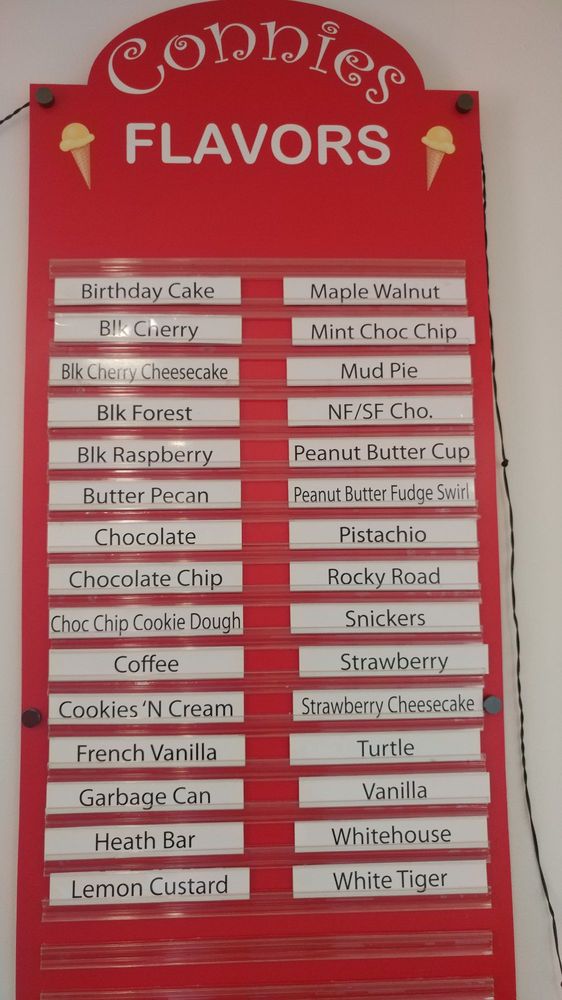 Connies
FLAVORS
Birthday Cake
Blk Cherry
Blk Cherry Cheesecake
Blk Forest
Blk Raspberry
Butter Pecan
Chocolate
Chocolate Chip
Choc Chip Cookie Dough
Coffee
Cookies 'N Cream
French Vanilla
Garbage Can
Heath Bar
Lemon Custard
Maple Walnut
Mint Choc Chip
Mud Pie
NF/SF Cho.
Peanut Butter Cup
Peanut Butter Fudge Swirl
Pistachio
Rocky Road
Snickers
Strawberry
Strawberry Cheesecake
Turtle
Vanilla
Whitehouse
White Tiger